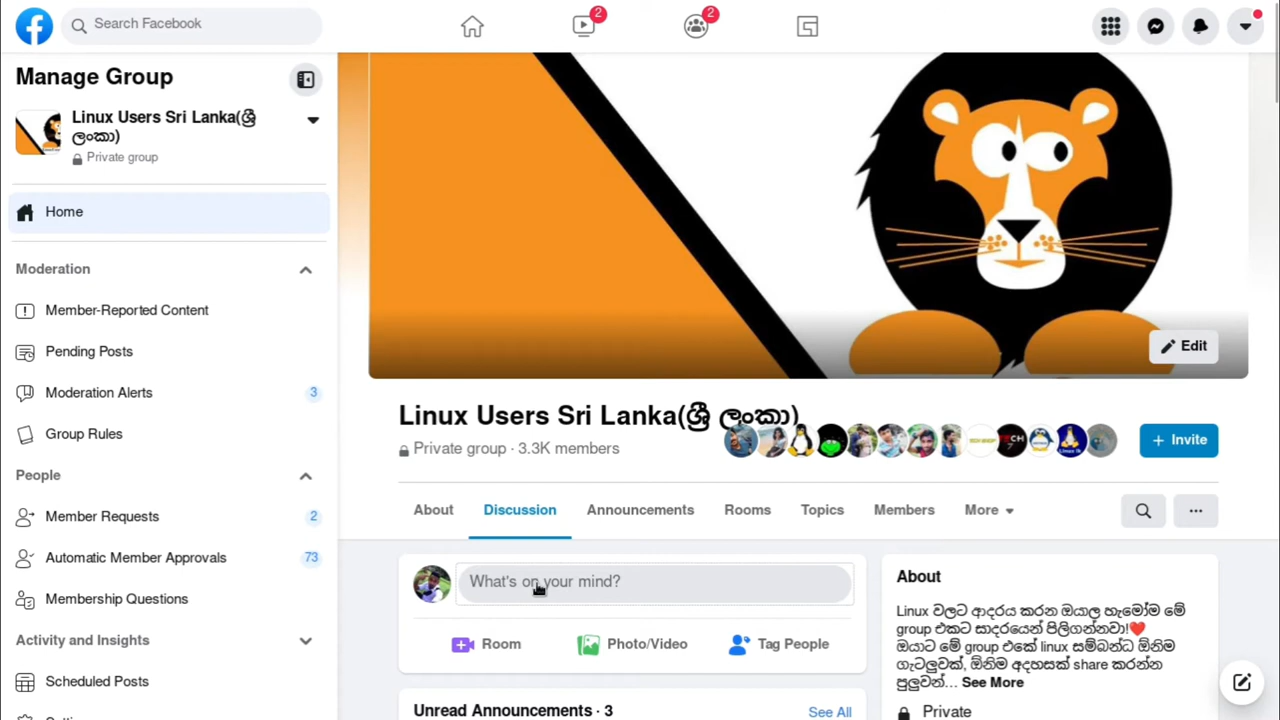 Search Facebook
2
2
Manage Group
Linux Users Sri Lanka(ශ්‍රී
ලංකා)
Private group
Home
Moderation
Member-Reported Content
Pending Posts
Moderation Alerts
3
Group Rules
People
Member Requests
2
Automatic Member Approvals
73
Membership Questions
Activity and Insights
Scheduled Posts
Edit
Linux Users Sri Lanka(ශ්‍රී ලංකා)
Private group · 3.3K members
+ Invite
About
Discussion
Announcements
Rooms
Topics
Members
More
What's on your mind?
Room
Photo/Video
Tag People
Unread Announcements · 3
See All
About
Linux වලට ආදරය කරන ඔයාල හැමෝම මේ
group එකට සාදරයෙන් පිලිගන්නවා!❤️
ඔයාට මේ group එකේ linux සම්බන්ධ ඕනිම
ගැටලුවක්, ඕනිම අදහසක් share කරන්න
පුලුවන්... See More
Private